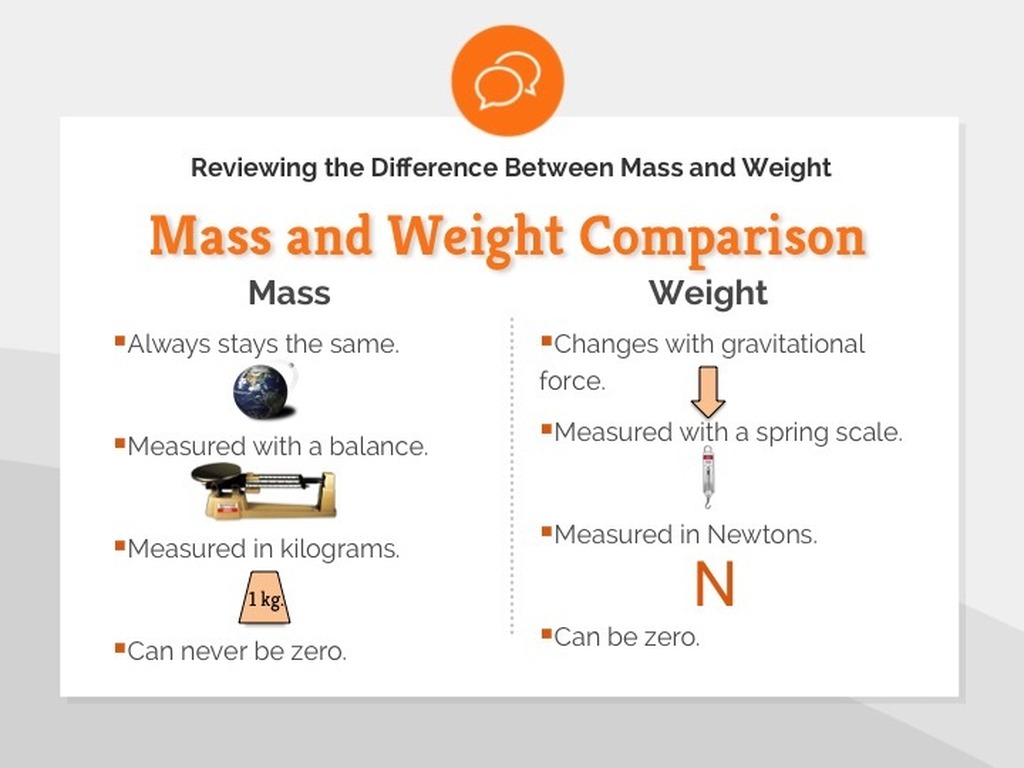 Reviewing the Difference Between Mass and Weight
Mass and Weight Comparison
Mass
▪Always stays the same.
▪Measured with a balance.
▪Measured in kilograms.
1 kg.
▪Can never be zero.
Weight
▪Changes with gravitational
force.
▪Measured with a spring scale.
▪Measured in Newtons.
N
▪Can be zero.